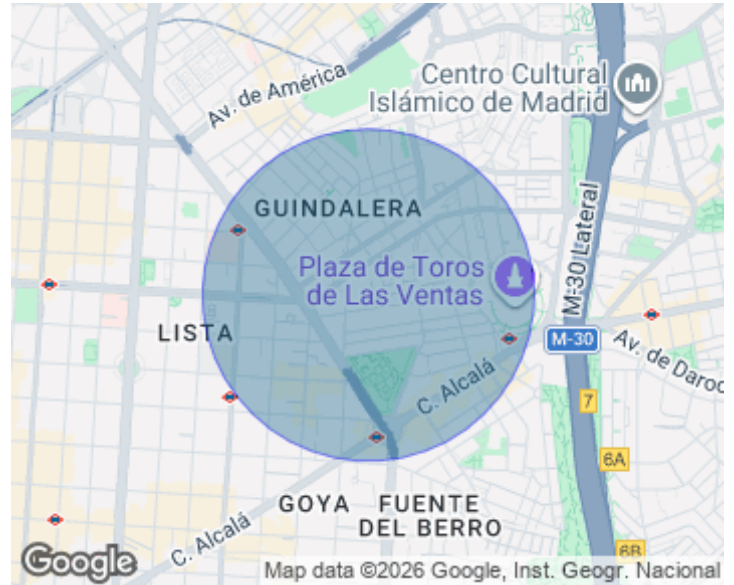 Av. de América
Centro Cultural
Islámico de Madrid
GUINDALERA
M-30 Lateral
Plaza de Toros
de Las Ventas
LISTA
M-30
Av. de Daroc
C. Alcalá
7
6A
GOYA
FUENTE
DEL BERRO
C. Alcalá
6B
Google
Map data ©2026 Google, Inst. Geogr. Nacional